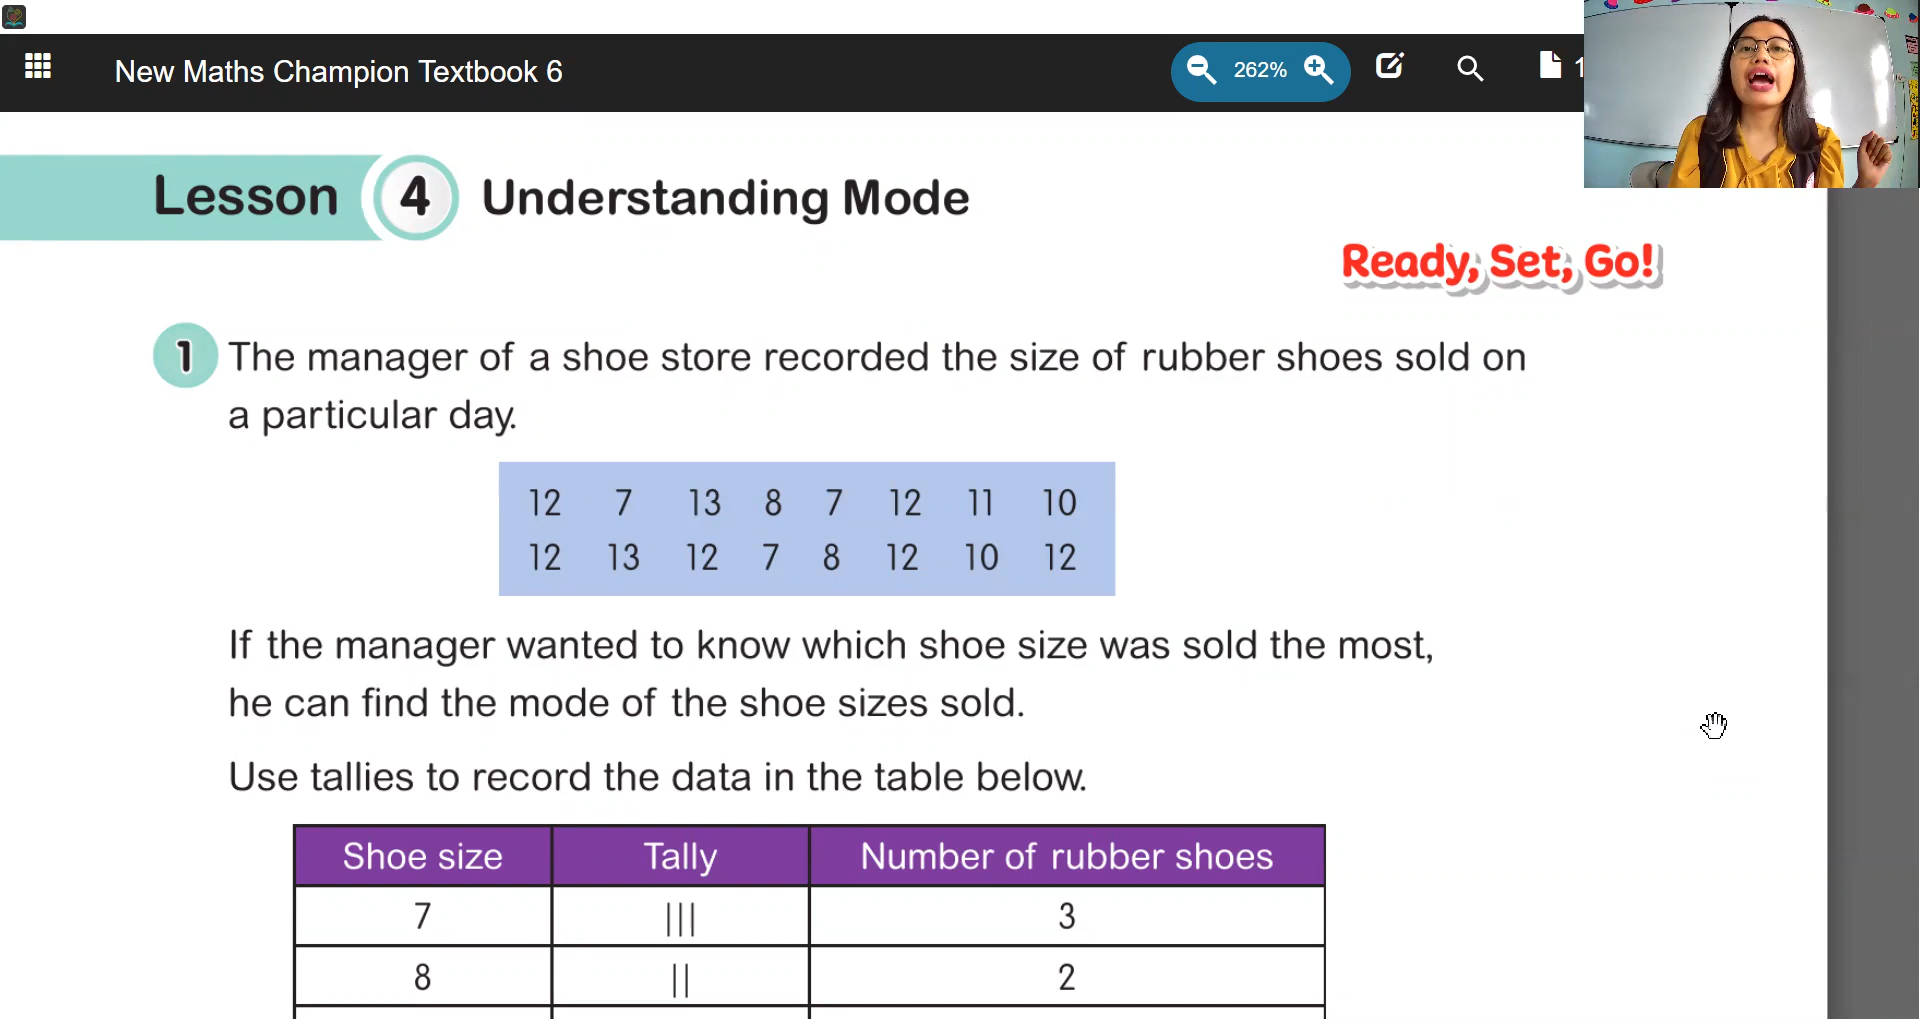 New Maths Champion Textbook 6
262%
1
Lesson 4 Understanding Mode
Ready, Set, Go!
1 The manager of a shoe store recorded the size of rubber shoes sold on
a particular day.
12 7 13 8 7 12 11 10
12 13 12 7 8 12 10 12
If the manager wanted to know which shoe size was sold the most,
he can find the mode of the shoe sizes sold.
Use tallies to record the data in the table below.
Shoe size Tally Number of rubber shoes
7 ||| 3
8 || 2